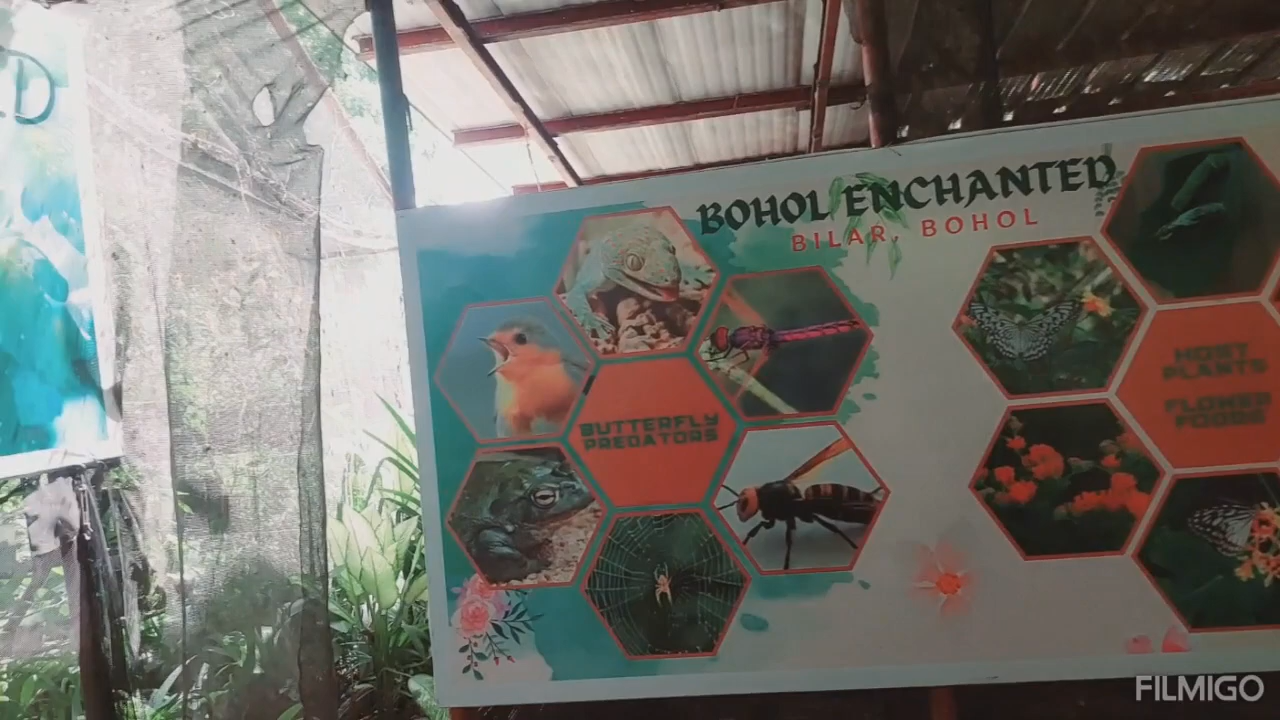 D
BOHOL ENCHANTED
BILAR, BOHOL
BUTTERFLY
PREDATORS
HOST
PLANTS
FLOWER
FOODS
FILMIGO